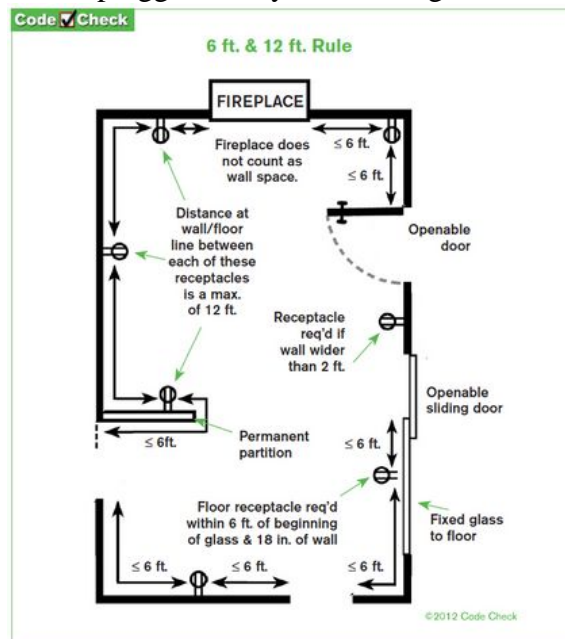 Code Check
6 ft. & 12 ft. Rule
FIREPLACE
Fireplace does
not count as
wall space.
≤ 6 ft.
≤ 6 ft.
Distance at
wall/floor
line between
each of these
receptacles
is a max.
of 12 ft.
Openable
door
Receptacle
req'd if
wall wider
than 2 ft.
Openable
sliding door
≤ 6ft.
Permanent
partition
≤ 6 ft.
Floor receptacle req'd
within 6 ft. of beginning
of glass & 18 in. of wall
Fixed glass
to floor
≤ 6 ft.
≤ 6 ft.
≤ 6 ft.
©2012 Code Check